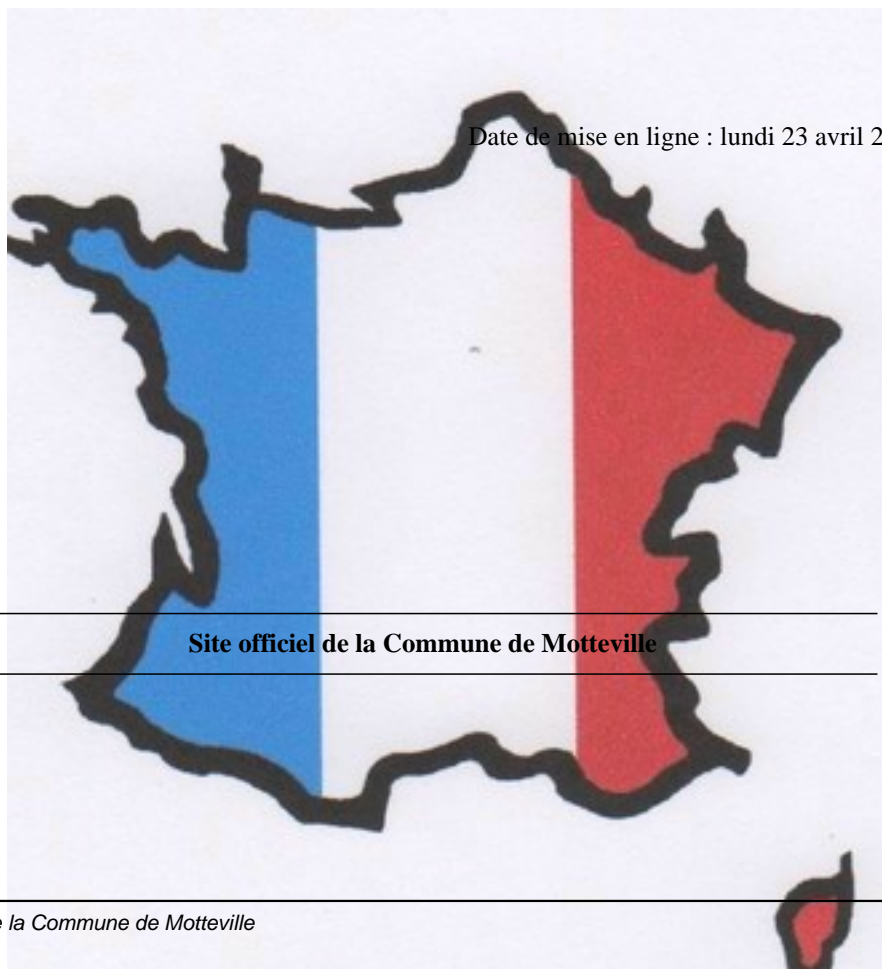 Date de mise en ligne : lundi 23 avril 2
Site officiel de la Commune de Motteville
la Commune de Motteville